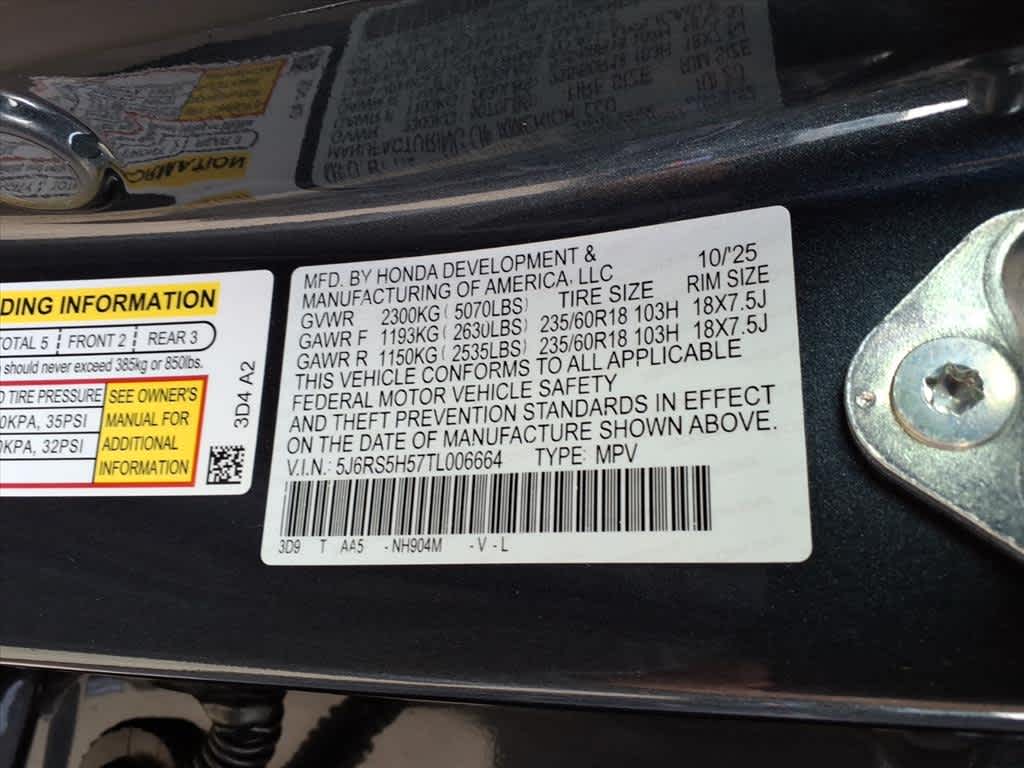 DING INFORMATION
TOTAL 5 FRONT 2 REAR 3
should never exceed 385kg or 850lbs.
TIRE PRESSURE
0KPA, 35PSI
0KPA, 32PSI
SEE OWNER'S
MANUAL FOR
ADDITIONAL
INFORMATION
3D4 A2
MFD. BY HONDA DEVELOPMENT & 10/'25
MANUFACTURING OF AMERICA, LLC
GVWR 2300KG (5070LBS) TIRE SIZE RIM SIZE
GAWR F 1193KG (2630LBS) 235/60R18 103H 18X7.5J
GAWR R 1150KG (2535LBS) 235/60R18 103H 18X7.5J
THIS VEHICLE CONFORMS TO ALL APPLICABLE
FEDERAL MOTOR VEHICLE SAFETY
AND THEFT PREVENTION STANDARDS IN EFFECT
ON THE DATE OF MANUFACTURE SHOWN ABOVE.
V.I.N.: 5J6RS5H57TL006664 TYPE: MPV
3D9 T AA5 -NH904M -V-L